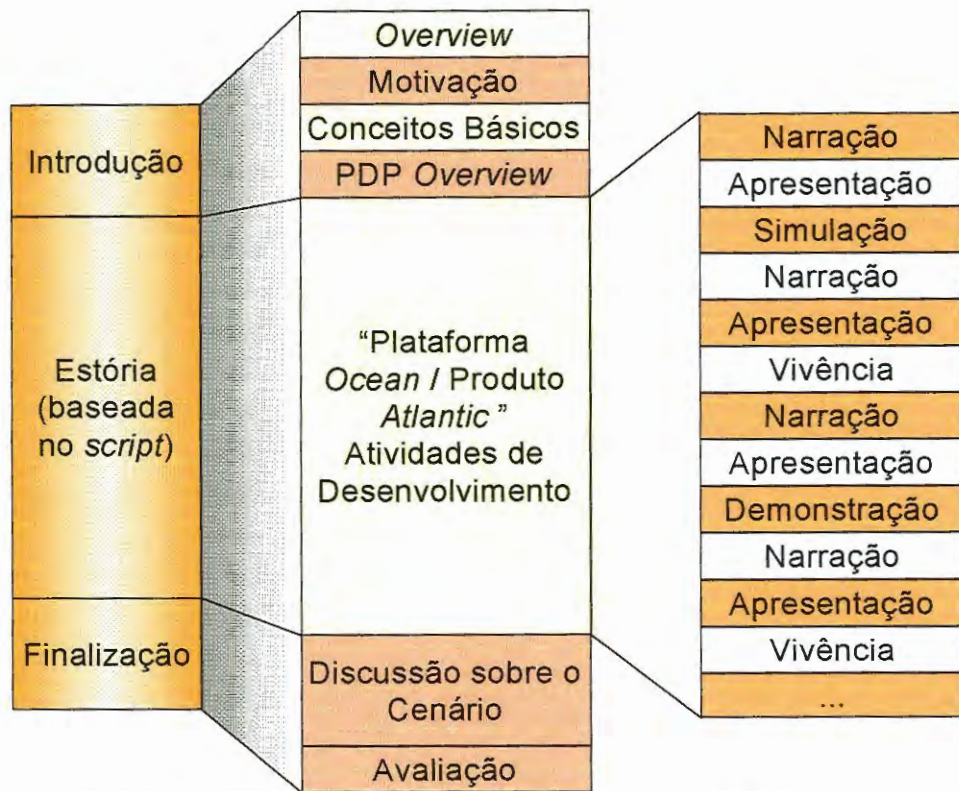 Introdução
Estória
(baseada
no script)
Finalização
Overview
Motivação
Conceitos Básicos
PDP Overview
“Plataforma
Ocean / Produto
Atlantic ”
Atividades de
Desenvolvimento
Discussão sobre o
Cenário
Avaliação
Narração
Apresentação
Simulação
Narração
Apresentação
Vivência
Narração
Apresentação
Demonstração
Narração
Apresentação
Vivência
...